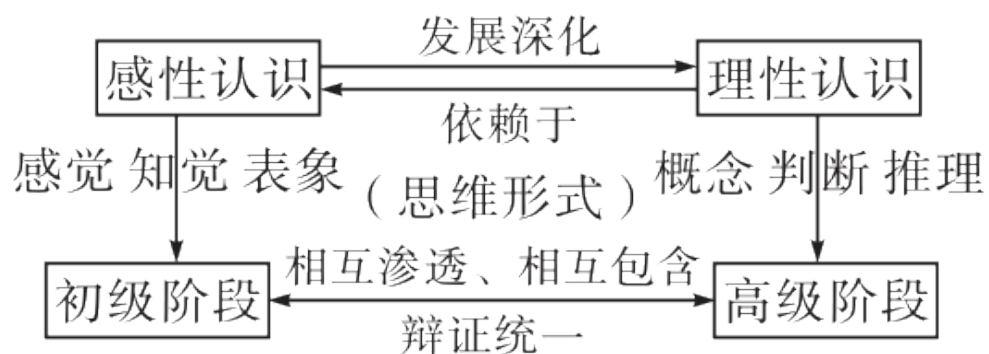 发展深化
感性认识 理性认识
依赖于
感觉 知觉 表象 (思维形式) 概念 判断 推理
相互渗透、相互包含
初级阶段 高级阶段
辩证统一